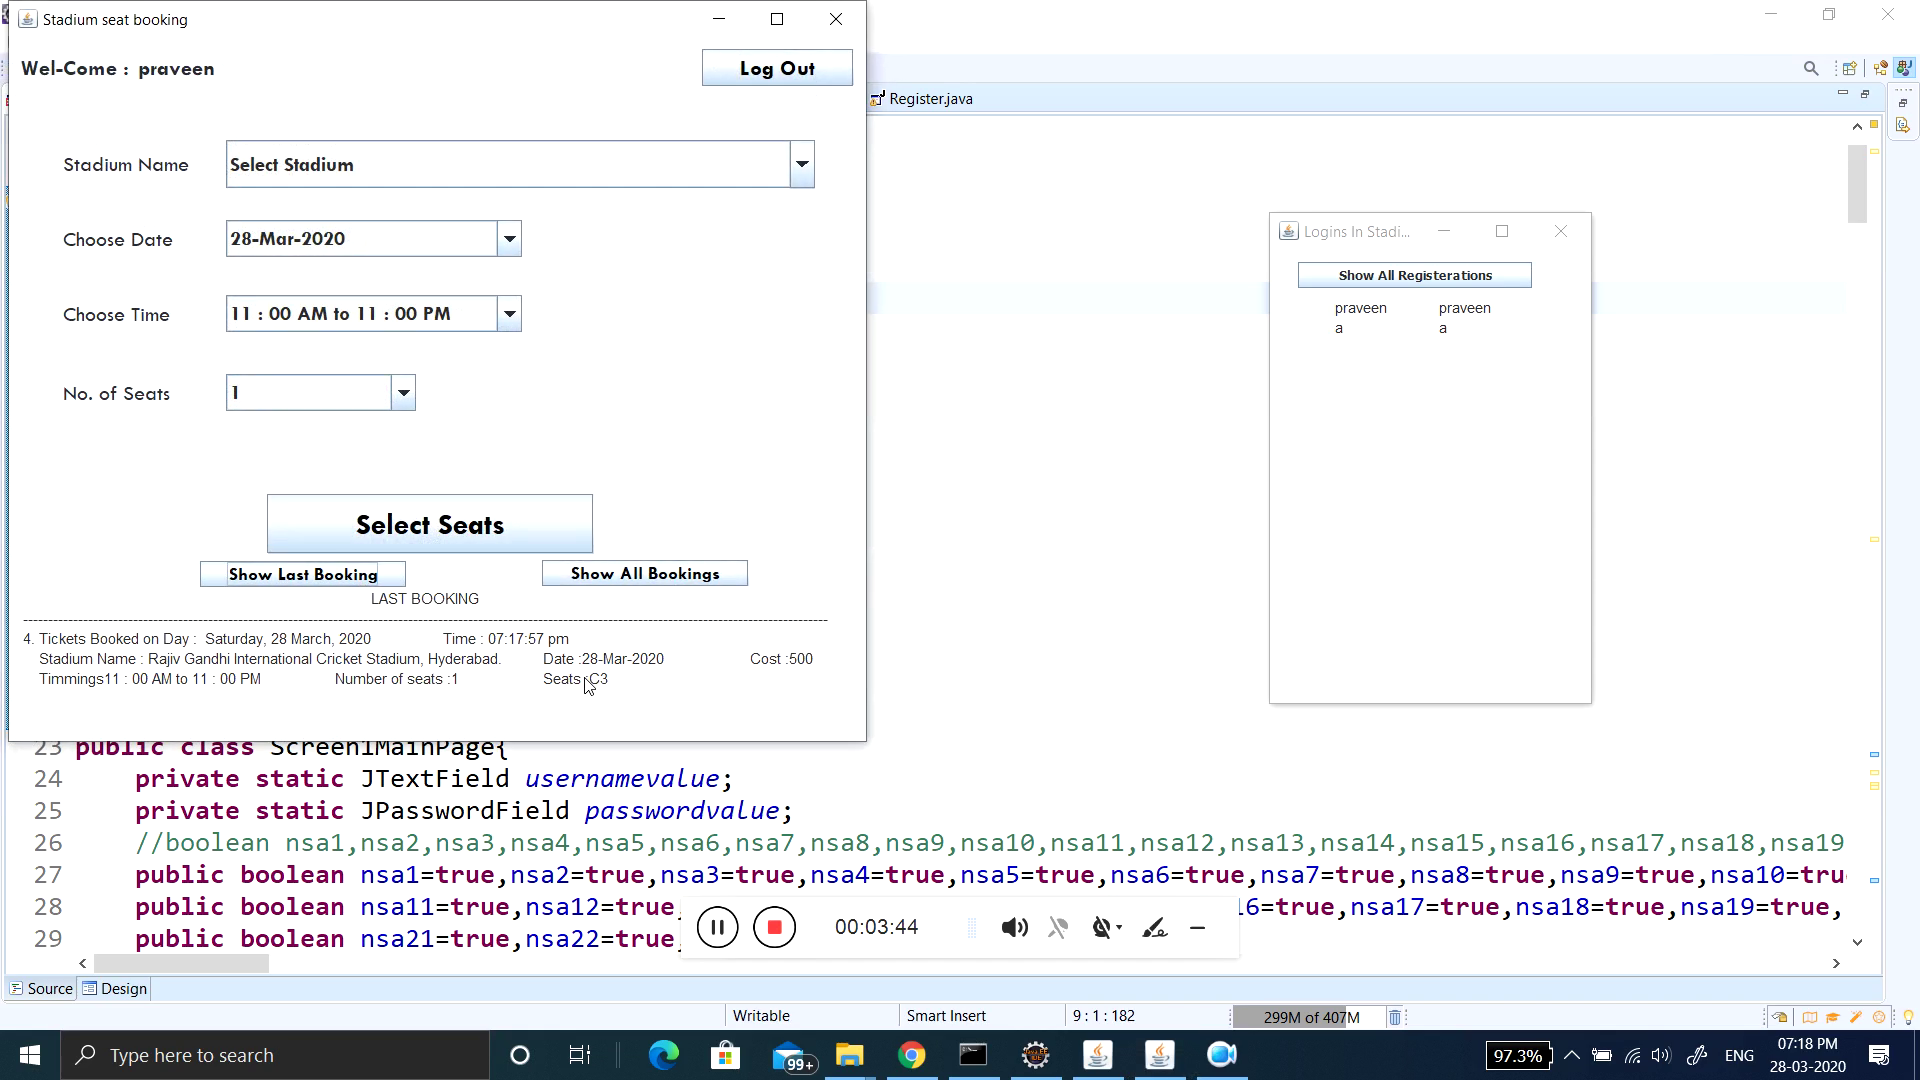 Stadium seat booking
Wel-Come : praveen
Log Out
Stadium Name
Select Stadium
Choose Date
28-Mar-2020
Choose Time
11 : 00 AM to 11 : 00 PM
No. of Seats
1
Select Seats
Show Last Booking
Show All Bookings
LAST BOOKING
4. Tickets Booked on Day : Saturday, 28 March, 2020 Time : 07:17:57 pm
Stadium Name : Rajiv Gandhi International Cricket Stadium, Hyderabad. Date :28-Mar-2020 Cost :500
Timmings11 : 00 AM to 11 : 00 PM Number of seats :1 Seats :C3
Register.java
Logins In Stadi...
Show All Registerations
praveen praveen
a a
23 public class Screen1MainPage{
24 private static JTextField usernamevalue;
25 private static JPasswordField passwordvalue;
26 //boolean nsa1,nsa2,nsa3,nsa4,nsa5,nsa6,nsa7,nsa8,nsa9,nsa10,nsa11,nsa12,nsa13,nsa14,nsa15,nsa16,nsa17,nsa18,nsa19
27 public boolean nsa1=true,nsa2=true,nsa3=true,nsa4=true,nsa5=true,nsa6=true,nsa7=true,nsa8=true,nsa9=true,nsa10=tru
28 public boolean nsa11=true,nsa12=true, 16=true,nsa17=true,nsa18=true,nsa19=true,
29 public boolean nsa21=true,nsa22=true,
00:03:44
Source Design
Writable Smart Insert 9 : 1 : 182 299M of 407M
Type here to search
99+
97.3% ENG 07:18 PM
28-03-2020